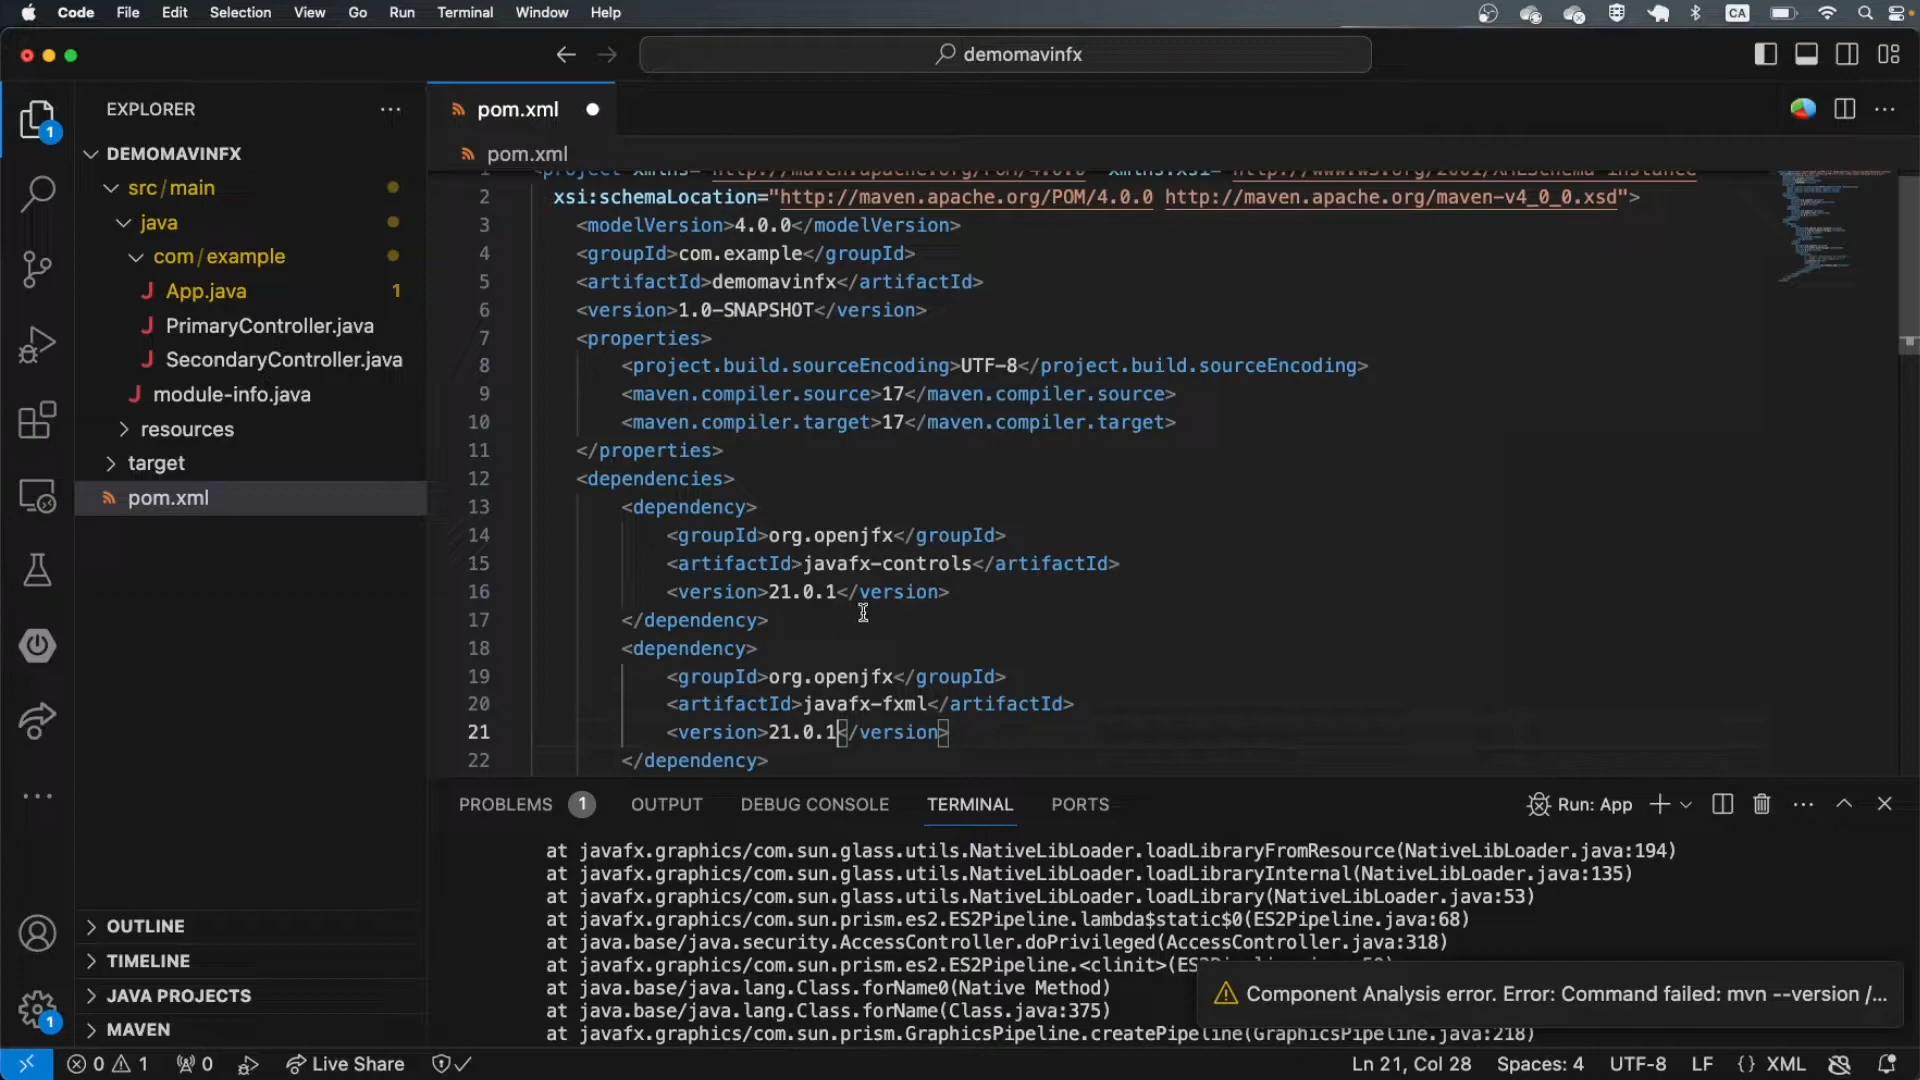 Code File Edit Selection View Go Run Terminal Window Help
CA
demomavinfx
EXPLORER
pom.xml
1
DEMOMAVINFX
src/main
java
com/example
App.java 1
PrimaryController.java
SecondaryController.java
module-info.java
resources
target
pom.xml
OUTLINE
TIMELINE
JAVA PROJECTS
MAVEN
1
pom.xml
2 xsi:schemaLocation="http://maven.apache.org/POM/4.0.0 http://maven.apache.org/maven-v4_0_0.xsd">
3 <modelVersion>4.0.0</modelVersion>
4 <groupId>com.example</groupId>
5 <artifactId>demomavinfx</artifactId>
6 <version>1.0-SNAPSHOT</version>
7 <properties>
8 <project.build.sourceEncoding>UTF-8</project.build.sourceEncoding>
9 <maven.compiler.source>17</maven.compiler.source>
10 <maven.compiler.target>17</maven.compiler.target>
11 </properties>
12 <dependencies>
13 <dependency>
14 <groupId>org.openjfx</groupId>
15 <artifactId>javafx-controls</artifactId>
16 <version>21.0.1</version>
17 </dependency>
18 <dependency>
19 <groupId>org.openjfx</groupId>
20 <artifactId>javafx-fxml</artifactId>
21 <version>21.0.1</version>
22 </dependency>
PROBLEMS 1 OUTPUT DEBUG CONSOLE TERMINAL PORTS Run: App
at javafx.graphics/com.sun.glass.utils.NativeLibLoader.loadLibraryFromResource(NativeLibLoader.java:194)
at javafx.graphics/com.sun.glass.utils.NativeLibLoader.loadLibraryInternal(NativeLibLoader.java:135)
at javafx.graphics/com.sun.glass.utils.NativeLibLoader.loadLibrary(NativeLibLoader.java:53)
at javafx.graphics/com.sun.prism.es2.ES2Pipeline.lambda$static$0(ES2Pipeline.java:68)
at java.base/java.security.AccessController.doPrivileged(AccessController.java:318)
at javafx.graphics/com.sun.prism.es2.ES2Pipeline.<clinit>
at java.base/java.lang.Class.forName0(Native Method)
at java.base/java.lang.Class.forName(Class.java:375)
at javafx.graphics/com.sun.prism.GraphicsPipeline.createPipeline(GraphicsPipeline.java:218)
Component Analysis error. Error: Command failed: mvn --version /...
0 1 0 Live Share Ln 21, Col 28 Spaces: 4 UTF-8 LF {} XML